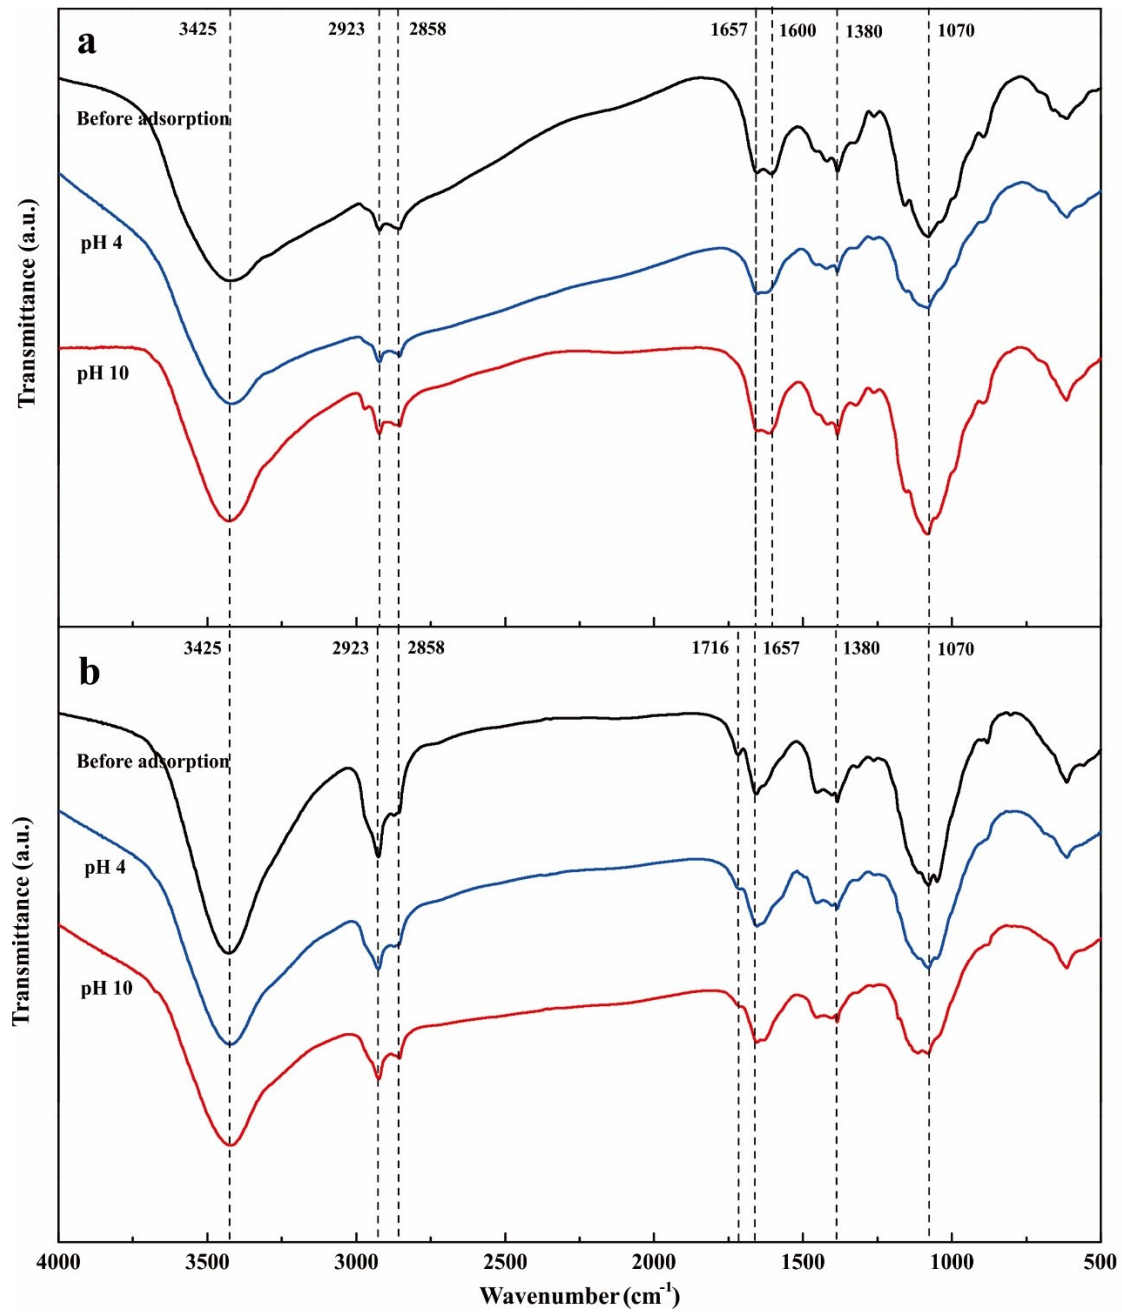 3425 2923 2858 1657 1600 1380 1070
a
Before adsorption
pH 4
pH 10
Transmittance (a.u.)
3425 2923 2858 1716 1657 1380 1070
b
Before adsorption
pH 4
pH 10
Transmittance (a.u.)
4000 3500 3000 2500 2000 1500 1000 500
Wavenumber (cm⁻¹)